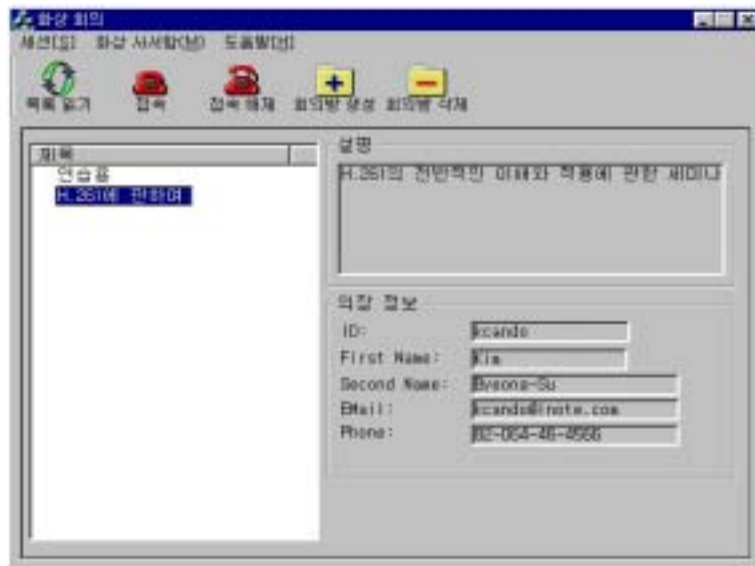 화상 회의
세션[S] 화상 사서함[M] 도움말[H]
목록 읽기 접속 접속 해제 회의방 생성 회의방 삭제
제목
연습용
H.261에 관하여
설명
H.261의 전반적인 이해와 적용에 관한 세미나
의장 정보
ID: kcando
First Name: Kim
Second Name: Byeong-Su
EMail: kcando@inote.com
Phone: 82-064-46-4566